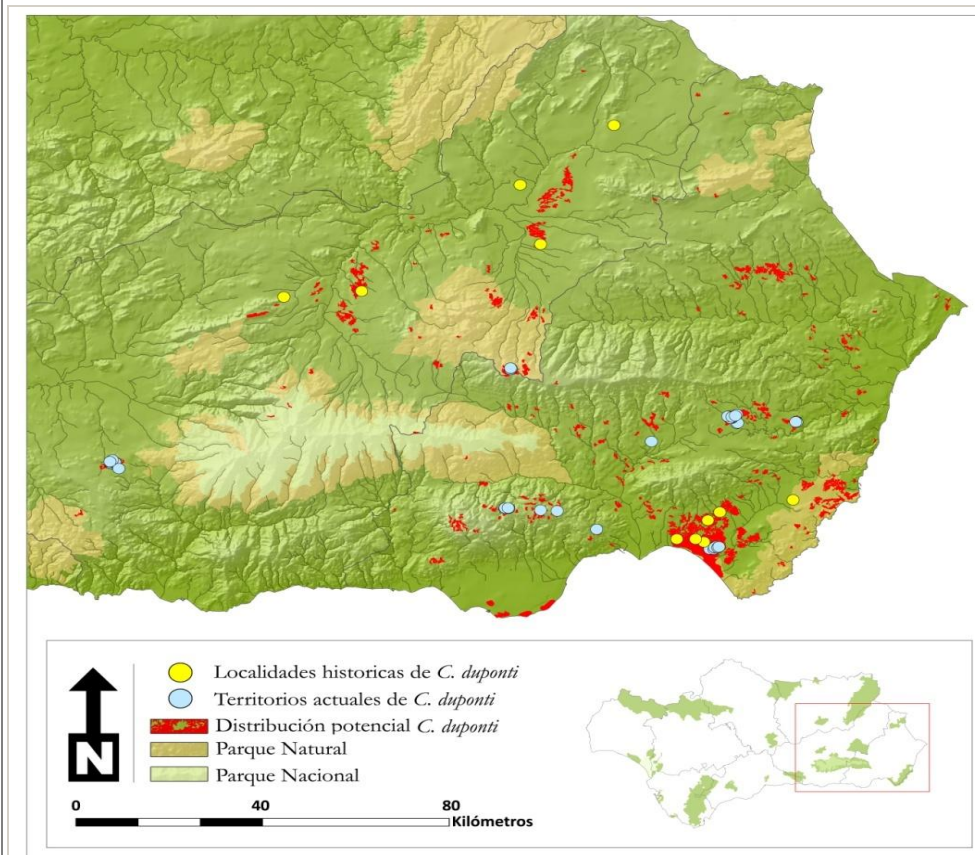 Localidades historicas de C. duponti
Territorios actuales de C. duponti
Distribución potencial C. duponti
Parque Natural
Parque Nacional
N
0 40 80
Kilómetros